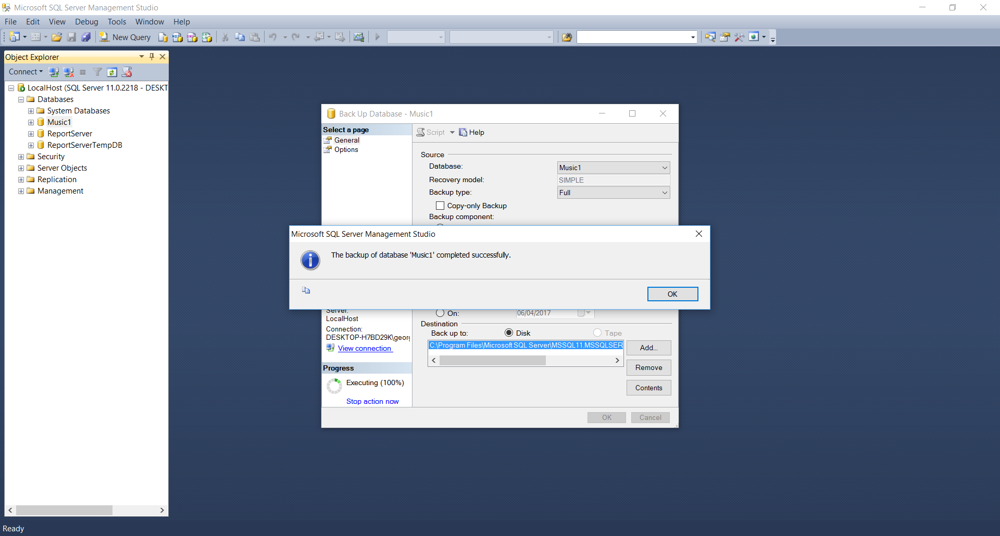 Microsoft SQL Server Management Studio
File Edit View Debug Tools Window Help
New Query
Object Explorer
Connect
LocalHost (SQL Server 11.0.2218 - DESKT
Databases
System Databases
Music1
ReportServer
ReportServerTempDB
Security
Server Objects
Replication
Management
Back Up Database - Music1
Select a page
General
Options
Script Help
Source
Database: Music1
Recovery model: SIMPLE
Backup type: Full
Copy-only Backup
Backup component:
Microsoft SQL Server Management Studio
The backup of database 'Music1' completed successfully.
OK
Server:
LocalHost
Connection:
DESKTOP-H7BD29K\georg
View connection
Progress
Executing (100%)
Stop action now
On: 06/04/2017
Destination
Back up to: Disk Tape
C:\Program Files\Microsoft SQL Server\MSSQL11.MSSQLSER
Add...
Remove
Contents
OK Cancel
Ready